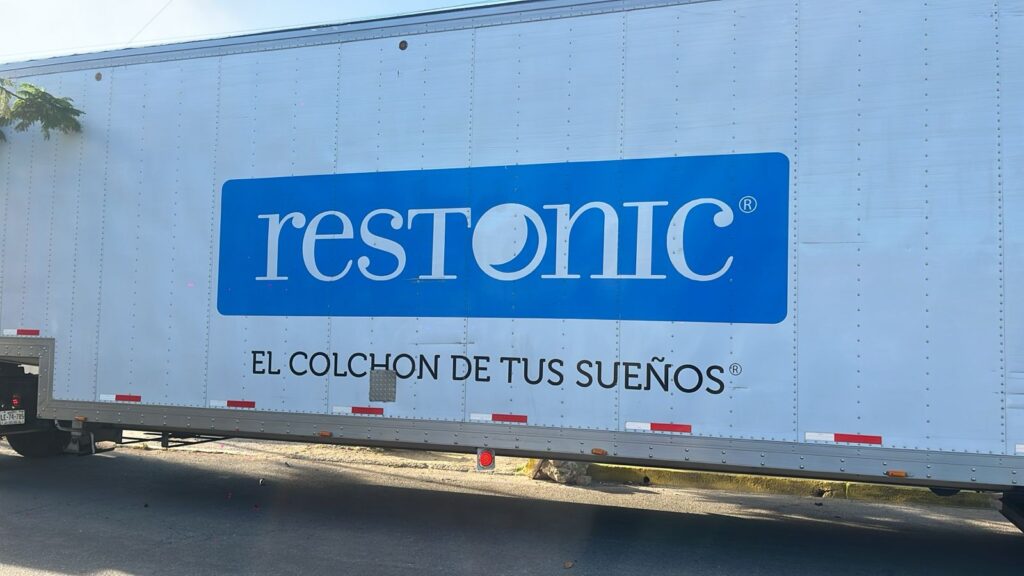 resTonic®
EL COLCHON DE TUS SUEÑOS®